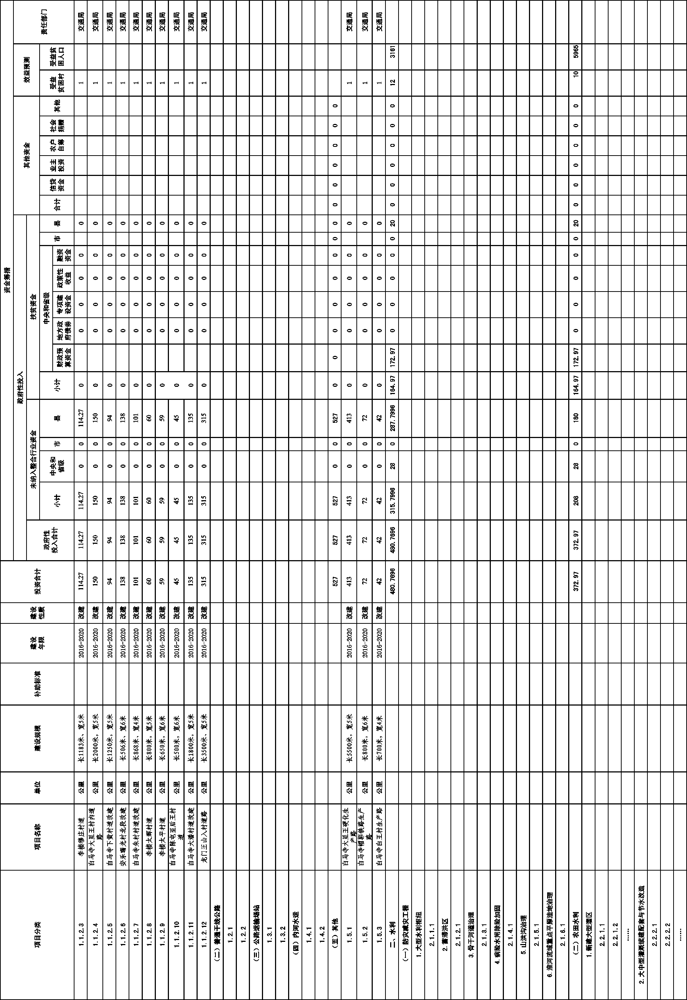 资金筹措
项目分类 项目名称 单位 建设规模 补助标准 建设年限 建设性质 投资合计 政府性投入 其他资金 效益预测 责任部门
政府性投入合计 未纳入整合行业资金 扶贫资金
小计 中央和省级 市 县 小计 中央和省级 市 县 合计 信贷资金 业主投资 农户自筹 社会捐赠 其他 受益贫困村 受益贫困人口
财政预算资金 地方政府债券 专项建设资金 政策性收益 融资资金
1.1.2.3 李楼穆庄村道 公里 长1183米、宽5米 2016-2020 改建 114.27 114.27 114.27 0 0 114.27 0 0 0 0 0 0 1 交通局
1.1.2.4 白马寺大里王村内道路 公里 长2000米，宽5米 2016-2020 改建 150 150 150 0 0 150 0 0 0 0 0 0 1 交通局
1.1.2.5 白马寺下黄村道改建 公里 长1250米，宽5米 2016-2020 改建 94 94 94 0 0 94 0 0 0 0 0 0 1 交通局
1.1.2.6 安乐曙光村北段改建 公里 长506米、宽6米 2016-2020 改建 138 138 138 0 0 138 0 0 0 0 0 0 1 交通局
1.1.2.7 白马寺朱村村道改建 公里 长868米、宽4米 2016-2020 改建 101 101 101 0 0 101 0 0 0 0 0 0 1 交通局
1.1.2.8 李楼太辉村道 公里 长800米，宽5米 2016-2020 改建 60 60 60 0 0 60 0 0 0 0 0 0 1 交通局
1.1.2.9 李楼太平村道 公里 长650米，宽6米 2016-2020 改建 59 59 59 0 0 59 0 0 0 0 0 0 1 交通局
1.1.2.10 白马寺陈屯至后王村道 公里 长500米，宽6米 2016-2020 改建 45 45 45 0 0 45 0 0 0 0 0 0 1 交通局
1.1.2.11 白马寺大潘村道改建 公里 长1800米，宽5米 2016-2020 改建 135 135 135 0 0 135 0 0 0 0 0 0 1 交通局
1.1.2.12 龙门王山入村道路 公里 长3500米、宽5米 2016-2020 改建 315 315 315 0 0 315 0 0 0 0 0 0 1 交通局
（二）普通干线公路
1.2.1
1.2.2
（三）公路运输场站
1.3.1
1.3.2
（四）内河水运
1.4.1
1.4.2
（五）其他 527 527 527 0 0 527 0 0 0 0 0 0 0 0 0 0 0 0 0 0
1.5.1 白马寺大里王硬化生产路 公里 长5500米，宽5米 2016-2020 改建 413 413 413 0 0 413 0 0 0 0 0 0 1 交通局
1.5.2 白马寺帽郭铁路生产路 公里 长800米，宽6米 2016-2020 改建 72 72 72 0 0 72 0 0 0 0 0 0 1 交通局
1.5.3 白马寺白王村生产路 公里 长700米，宽4米 2016-2020 改建 42 42 42 0 0 42 0 0 0 0 0 0 1 交通局
二、水利 480.7696 480.7696 315.7996 28 0 287.7996 164.97 172.97 0 0 0 0 0 20 0 0 0 0 0 0 12 3161
（一）防灾减灾工程
1.大型水利枢纽
2.1.1.1
2.蓄滞洪区
2.1.2.1
3.骨干河道治理
2.1.3.1
4.病险水闸除险加固
2.1.4.1
5.山洪沟治理
2.1.5.1
6.淮河流域重点平原洼地治理
2.1.6.1
（二）农田水利 372.97 372.97 208 28 0 180 164.97 172.97 0 0 0 0 0 20 0 0 0 0 0 0 10 5965
1.新建大型灌区
2.2.1.1
2.2.1.2
……
2.大中型灌溉续建配套与节水改造
2.2.2.1
2.2.2.2
……